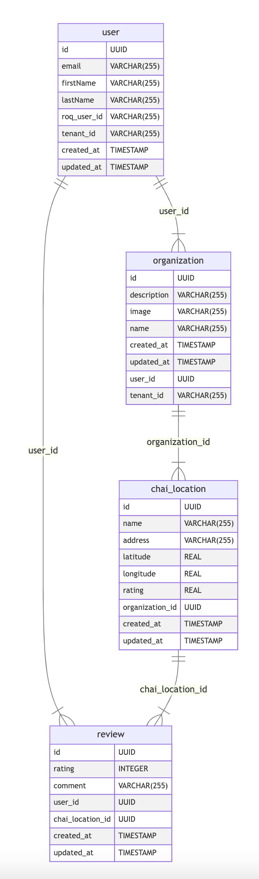 user
id UUID
email VARCHAR(255)
firstName VARCHAR(255)
lastName VARCHAR(255)
roq_user_id VARCHAR(255)
tenant_id VARCHAR(255)
created_at TIMESTAMP
updated_at TIMESTAMP
user_id
organization
id UUID
description VARCHAR(255)
image VARCHAR(255)
name VARCHAR(255)
created_at TIMESTAMP
updated_at TIMESTAMP
user_id UUID
tenant_id VARCHAR(255)
organization_id
user_id
chai_location
id UUID
name VARCHAR(255)
address VARCHAR(255)
latitude REAL
longitude REAL
rating REAL
organization_id UUID
created_at TIMESTAMP
updated_at TIMESTAMP
chai_location_id
review
id UUID
rating INTEGER
comment VARCHAR(255)
user_id UUID
chai_location_id UUID
created_at TIMESTAMP
updated_at TIMESTAMP